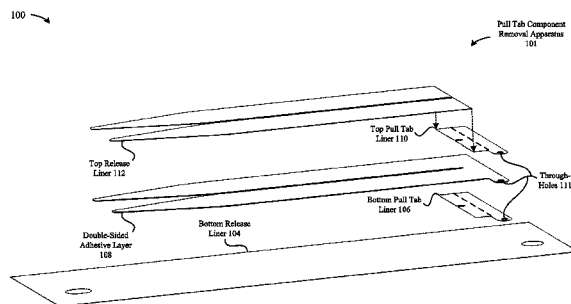 100
Pull Tab Component
Removal Apparatus
101
Top Pull Tab
Liner 110
Top Release
Liner 112
Through-
Holes 111
Bottom Pull Tab
Liner 106
Bottom Release
Liner 104
Double-Sided
Adhesive Layer
108